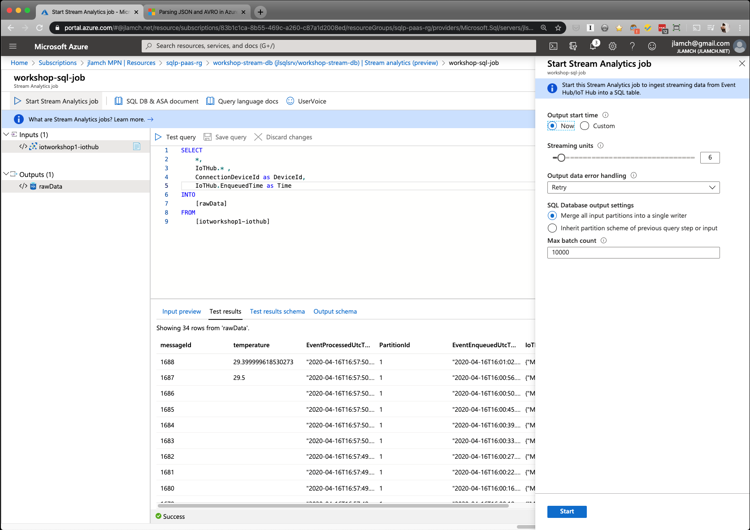 Start Stream Analytics job - Mic
Parsing JSON and AVRO in Azur
portal.azure.com/#@jlamch.net/resource/subscriptions/83b1c1ca-8b55-489c-a260-c87a1d2008ed/resourceGroups/sqlp-paas-rg/providers/Microsoft.Sql/servers/jls...
Microsoft Azure
Search resources, services, and docs (G+/)
1
jlamch@gmail.com
JLAMCH (JLAMCH.NET)
Home > Subscriptions > jlamch MPN | Resources > sqlp-paas-rg > workshop-stream-db (jlsqlsrv/workshop-stream-db) | Stream analytics (preview) > workshop-sql-job
workshop-sql-job
Stream Analytics job
Start Stream Analytics job
SQL DB & ASA document
Query language docs
UserVoice
What are Stream Analytics jobs? Learn more.
Inputs (1)
iotworkshop1-iothub
Outputs (1)
rawData
Test query
Save query
Discard changes
1 SELECT
2 *,
3 IoTHub.* ,
4 ConnectionDeviceId as DeviceId,
5 IoTHub.EnqueuedTime as Time
6 INTO
7 [rawData]
8 FROM
9 [iotworkshop1-iothub]
Input preview
Test results
Test results schema
Output schema
Showing 34 rows from 'rawData'.
messageId temperature EventProcessedUtcT... PartitionId EventEnqueuedUtcT... IoT
1688 29.399999618530273 "2020-04-16T16:57:50.... 1 "2020-04-16T16:01:02... {"M
1687 29.5 "2020-04-16T16:57:50.... 1 "2020-04-16T16:00:56... {"M
1686 "2020-04-16T16:57:50.... 1 "2020-04-16T16:00:50... {"M
1685 "2020-04-16T16:57:50.... 1 "2020-04-16T16:00:45... {"M
1684 "2020-04-16T16:57:50.... 1 "2020-04-16T16:00:39... {"M
1683 "2020-04-16T16:57:50.... 1 "2020-04-16T16:00:33... {"M
1682 "2020-04-16T16:57:49.... 1 "2020-04-16T16:00:27... {"M
1681 "2020-04-16T16:57:49.... 1 "2020-04-16T16:00:22... {"M
1680 "2020-04-16T16:57:49.... 1 "2020-04-16T16:00:16... {"M
Success
Start Stream Analytics job
workshop-sql-job
Start this Stream Analytics job to ingest streaming data from Event
Hub/IoT Hub into a SQL table.
Output start time
Now
Custom
Streaming units
6
Output data error handling
Retry
SQL Database output settings
Merge all input partitions into a single writer
Inherit partition scheme of previous query step or input
Max batch count
10000
Start